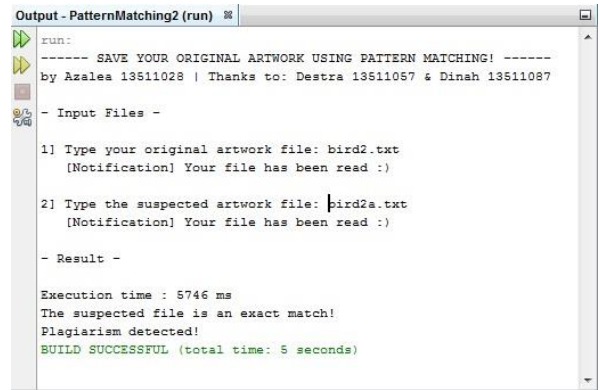 Output - PatternMatching2 (run)
run:
------ SAVE YOUR ORIGINAL ARTWORK USING PATTERN MATCHING! ------
by Azalea 13511028 | Thanks to: Destra 13511057 & Dinah 13511087
- Input Files -
1] Type your original artwork file: bird2.txt
[Notification] Your file has been read :)
2] Type the suspected artwork file: bird2a.txt
[Notification] Your file has been read :)
- Result -
Execution time : 5746 ms
The suspected file is an exact match!
Plagiarism detected!
BUILD SUCCESSFUL (total time: 5 seconds)